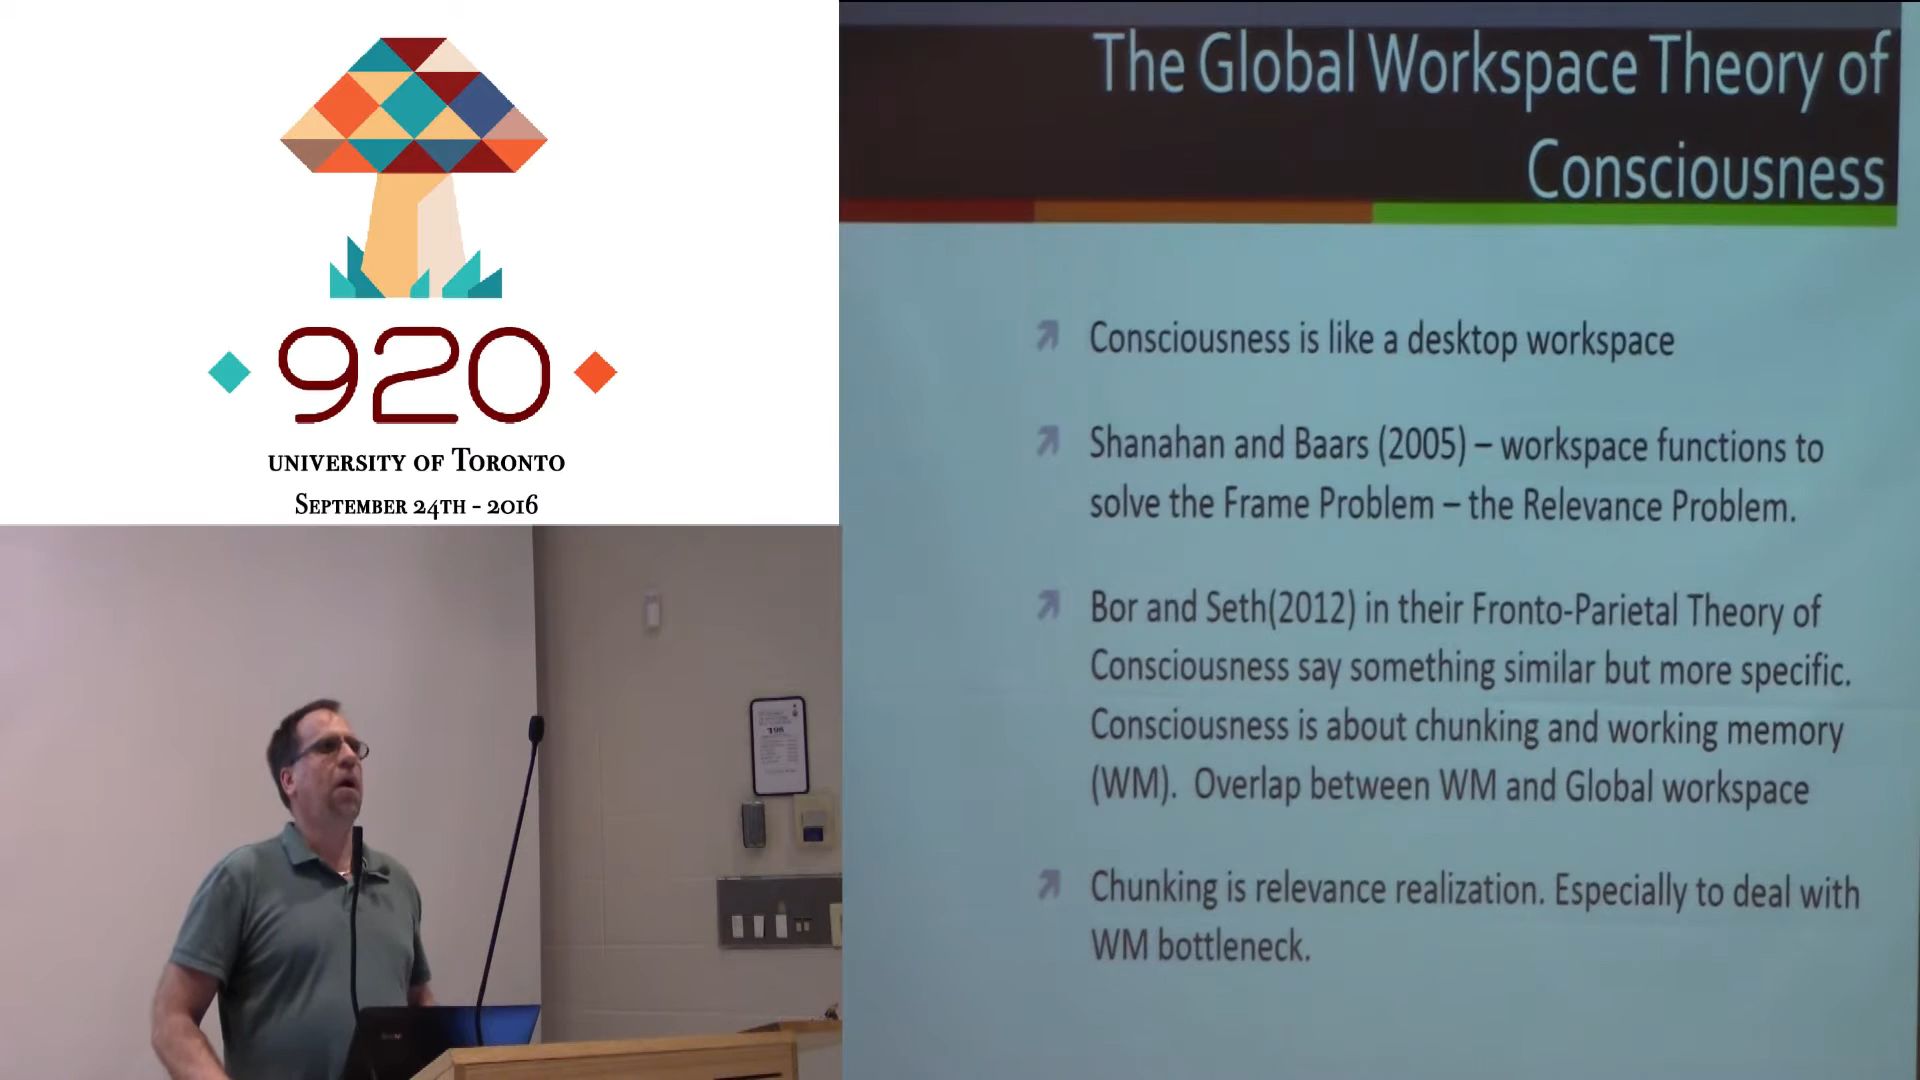 920
UNIVERSITY OF TORONTO
SEPTEMBER 24TH - 2016
The Global Workspace Theory of
Consciousness
Consciousness is like a desktop workspace
Shanahan and Baars (2005) – workspace functions to
solve the Frame Problem – the Relevance Problem.
Bor and Seth(2012) in their Fronto-Parietal Theory of
Consciousness say something similar but more specific.
Consciousness is about chunking and working memory
(WM). Overlap between WM and Global workspace
Chunking is relevance realization. Especially to deal with
WM bottleneck.
198